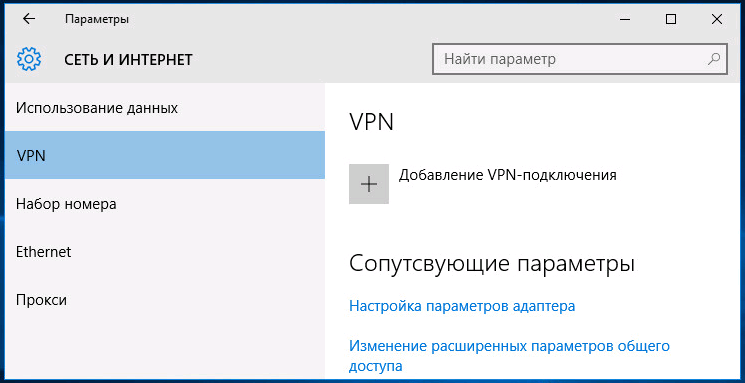 Параметры
СЕТЬ И ИНТЕРНЕТ
Найти параметр
Использование данных
VPN
Набор номера
Ethernet
Прокси
VPN
Добавление VPN-подключения
Сопутсвующие параметры
Настройка параметров адаптера
Изменение расширенных параметров общего
доступа